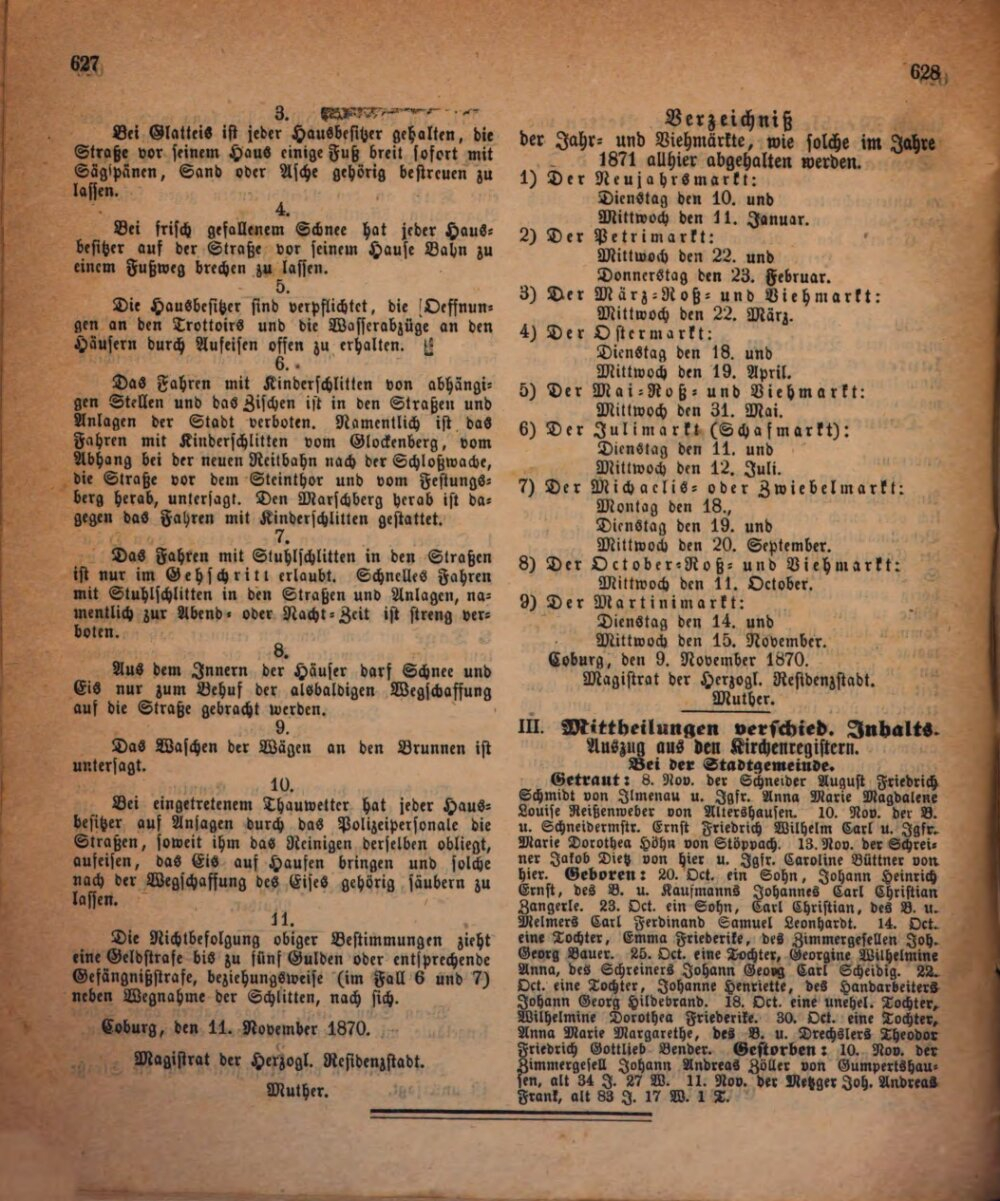 627
3.
Bei Glatteis ist jeder Hausbesitzer gehalten, die
Straße vor seinem Haus einige Fuß breit sofort mit
Sägspänen, Sand oder Asche gehörig bestreuen zu
lassen.
4.
Bei frisch gefallenem Schnee hat jeder Haus-
besitzer auf der Straße vor seinem Hause Bahn zu
einem Fußweg brechen zu lassen.
5.
Die Hausbesitzer sind verpflichtet, die Oeffnun-
gen an den Trottoirs und die Wasserabzüge an den
Häusern durch Aufeisen offen zu erhalten.
6.
Das Fahren mit Kinderschlitten von abhängi-
gen Stellen und das Zischen ist in den Straßen und
Anlagen der Stadt verboten. Namentlich ist das
Fahren mit Kinderschlitten vom Glockenberg, vom
Abhang bei der neuen Reitbahn nach der Schloßwache,
die Straße vor dem Steinthor und vom Festungs-
berg herab, untersagt. Den Marschberg herab ist da-
gegen das Fahren mit Kinderschlitten gestattet.
7.
Das Fahren mit Stuhlschlitten in den Straßen
ist nur im Gehschritt erlaubt. Schnelles Fahren
mit Stuhlschlitten in den Straßen und Anlagen, na-
mentlich zur Abend- oder Nacht-Zeit ist streng ver-
boten.
8.
Aus dem Innern der Häuser darf Schnee und
Eis nur zum Behuf der alsbaldigen Wegschaffung
auf die Straße gebracht werden.
9.
Das Waschen der Wägen an den Brunnen ist
untersagt.
10.
Bei eingetretenem Thauwetter hat jeder Haus-
besitzer auf Ansagen durch das Polizeipersonale die
Straßen, soweit ihm das Reinigen derselben obliegt,
aufeisen, das Eis auf Haufen bringen und solche
nach der Wegschaffung des Eises gehörig säubern zu
lassen.
11.
Die Nichtbefolgung obiger Bestimmungen zieht
eine Geldstrafe bis zu fünf Gulden oder entsprechende
Gefängnißstrafe, beziehungsweise (im Fall 6 und 7)
neben Wegnahme der Schlitten, nach sich.
Coburg, den 11. November 1870.
Magistrat der Herzogl. Residenzstadt.
Muther.
628
Verzeichniß
der Jahr- und Viehmärkte, wie solche im Jahre
1871 allhier abgehalten werden.
1) Der Neujahrsmarkt:
Dienstag den 10. und
Mittwoch den 11. Januar.
2) Der Petrimarkt:
Mittwoch den 22. und
Donnerstag den 23. Februar.
3) Der März-Roß- und Viehmarkt:
Mittwoch den 22. März.
4) Der Ostermarkt:
Dienstag den 18. und
Mittwoch den 19. April.
5) Der Mai-Roß- und Viehmarkt:
Mittwoch den 31. Mai.
6) Der Julimarkt (Schafmarkt):
Dienstag den 11. und
Mittwoch den 12. Juli.
7) Der Michaelis- oder Zwiebelmarkt:
Montag den 18.,
Dienstag den 19. und
Mittwoch den 20. September.
8) Der October-Roß- und Viehmarkt:
Mittwoch den 11. October.
9) Der Martinimarkt:
Dienstag den 14. und
Mittwoch den 15. November.
Coburg, den 9. November 1870.
Magistrat der Herzogl. Residenzstadt.
Muther.
III. Mittheilungen verschied. Inhalts.
Auszug aus den Kirchenregistern.
Bei der Stadtgemeinde.
Getraut: 8. Nov. der Schneider August Friedrich
Schmidt von Ilmenau u. Jgfr. Anna Marie Magdalene
Louise Reißenweber von Altershausen. 10. Nov. der B.
u. Schneidermstr. Ernst Friedrich Wilhelm Carl u. Jgfr.
Marie Dorothea Höhn von Stöppach. 13. Nov. der Schrei-
ner Jakob Dietz von hier u. Jgfr. Caroline Büttner von
hier. Geboren: 20. Oct. ein Sohn, Johann Heinrich
Ernst, des B. u. Kaufmanns Johannes Carl Christian
Zangerle. 23. Oct. ein Sohn, Carl Christian, des B. u.
Melmers Carl Ferdinand Samuel Leonhardt. 14. Oct.
eine Tochter, Emma Friederike, des Zimmergesellen Joh.
Georg Bauer. 25. Oct. eine Tochter, Georgine Wilhelmine
Anna, des Schreiners Johann Georg Carl Scheidig. 22.
Oct. eine Tochter, Johanne Henriette, des Handarbeiters
Johann Georg Hildebrand. 18. Oct. eine unehel. Tochter,
Wilhelmine Dorothea Friederike. 30. Oct. eine Tochter,
Anna Marie Margarethe, des B. u. Drechslers Theodor
Friedrich Gottlieb Bender. Gestorben: 10. Nov. der
Zimmergesell Johann Andreas Zöller von Gumpertshau-
sen, alt 34 J. 27 W. 11. Nov. der Metzger Joh. Andreas
Frank, alt 83 J. 17 W. 1 T.